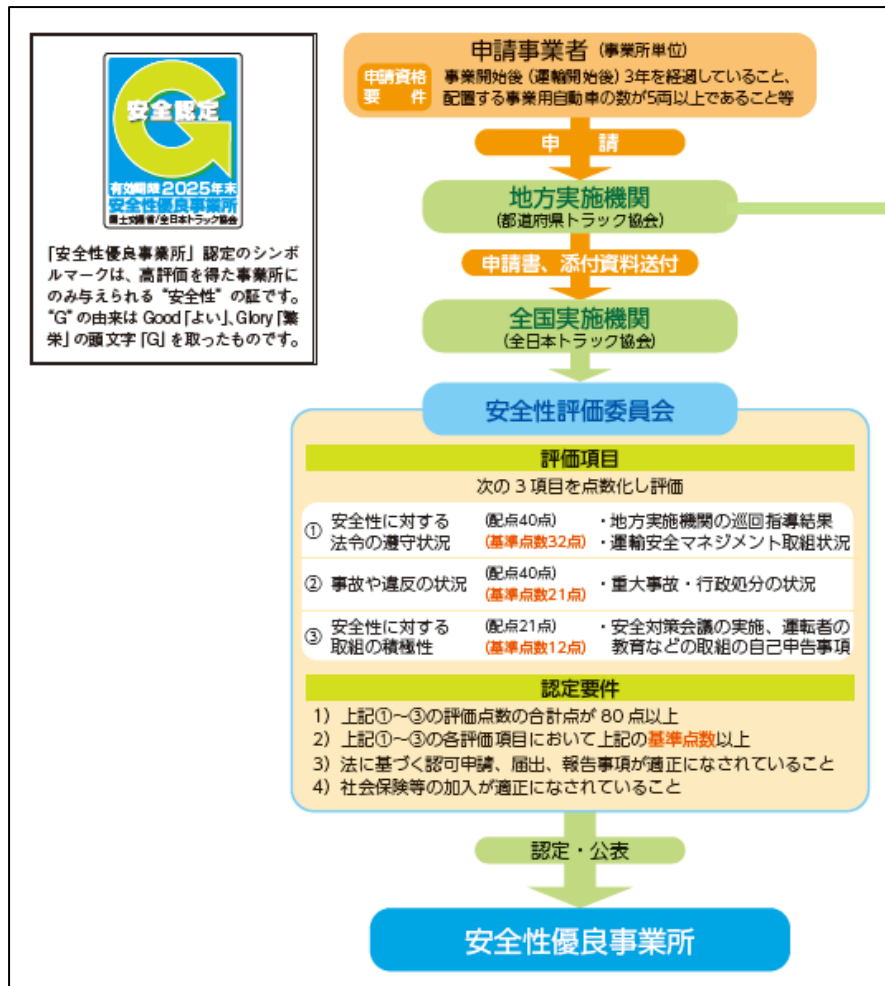 安全認定
有効期限2025年末
安全性優良事業所
国土交通省/全日本トラック協会
「安全性優良事業所」認定のシンボ
ルマークは、高評価を得た事業所に
のみ与えられる“安全性”の証です。
“G”の由来は Good「よい」、Glory「繁
栄」の頭文字「G」を取ったものです。
申請事業者（事業所単位）
申請資格
要件
事業開始後（運輸開始後）3年を経過していること、
配置する事業用自動車の数が5両以上であること等
申請
地方実施機関
(都道府県トラック協会)
申請書、添付資料送付
全国実施機関
(全日本トラック協会)
安全性評価委員会
評価項目
次の3項目を点数化し評価
① 安全性に対する法令の遵守状況 (配点40点) (基準点数32点)
・地方実施機関の巡回指導結果
・運輸安全マネジメント取組状況
② 事故や違反の状況 (配点40点) (基準点数21点)
・重大事故・行政処分の状況
③ 安全性に対する取組の積極性 (配点21点) (基準点数12点)
・安全対策会議の実施、運転者の
教育などの取組の自己申告事項
認定要件
1）上記①～③の評価点数の合計点が 80 点以上
2）上記①～③の各評価項目において上記の基準点数以上
3）法に基づく認可申請、届出、報告事項が適正になされていること
4）社会保険等の加入が適正になされていること
認定・公表
安全性優良事業所